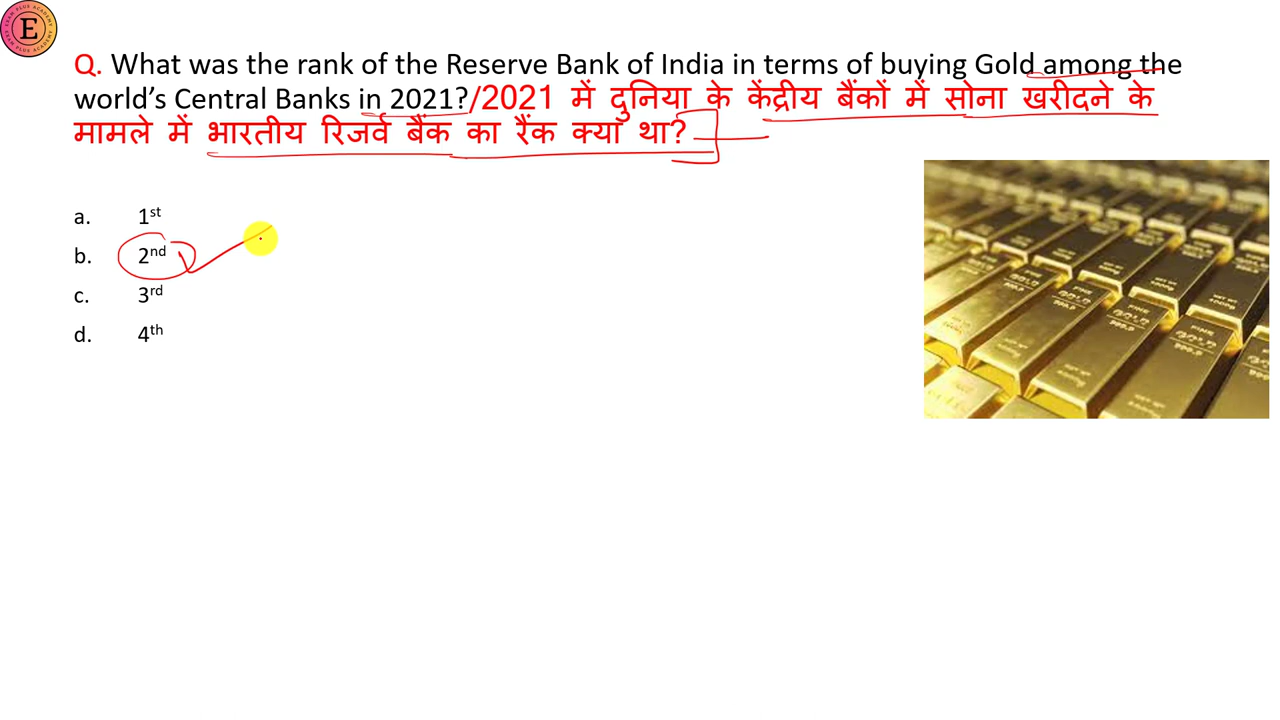 E
Q. What was the rank of the Reserve Bank of India in terms of buying Gold among the
world’s Central Banks in 2021?/2021 में दुनिया के केंद्रीय बैंकों में सोना खरीदने के
मामले में भारतीय रिजर्व बैंक का रैंक क्या था?
a. 1st
b. 2nd
c. 3rd
d. 4th